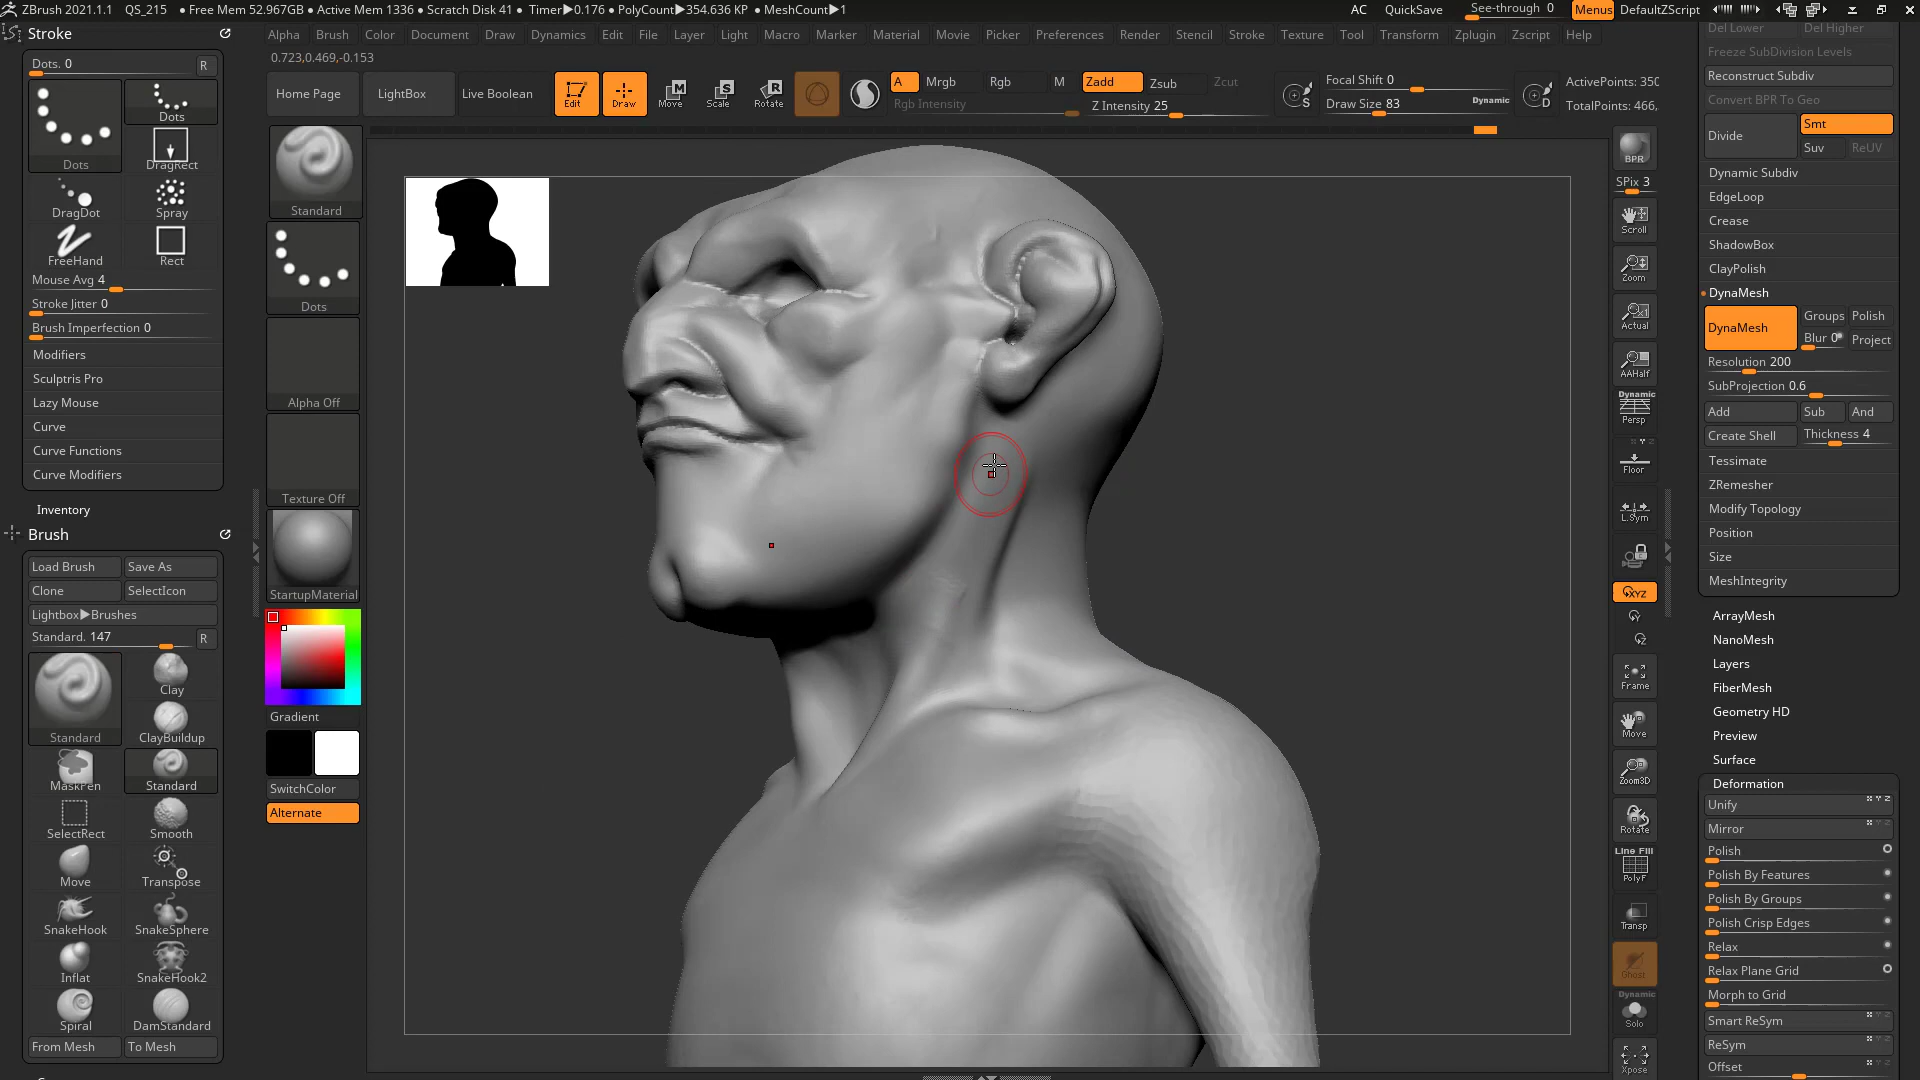 ZBrush 2021.1.1 QS_215 ● Free Mem 52.967GB ● Active Mem 1336 ● Scratch Disk 41 ● Timer▶0.176 ● PolyCount▶354.636 KP ● MeshCount▶1
AC QuickSave See-through 0 Menus DefaultZScript
Alpha Brush Color Document Draw Dynamics Edit File Layer Light Macro Marker Material Movie Picker Preferences Render Stencil Stroke Texture Tool Transform Zplugin Zscript Help
0.723,0.469,-0.153
Home Page LightBox Live Boolean
Edit Draw Move Scale Rotate
A Mrgb Rgb M Zadd Zsub Zcut
Rgb Intensity Z Intensity 25
Focal Shift 0
Draw Size 83 Dynamic
S D
ActivePoints: 350
TotalPoints: 466,
Stroke
Dots. 0 R
Dots
Dots
DragRect
DragDot Spray
FreeHand Rect
Mouse Avg 4
Stroke Jitter 0
Brush Imperfection 0
Modifiers
Sculptris Pro
Lazy Mouse
Curve
Curve Functions
Curve Modifiers
Inventory
Brush
Load Brush Save As
Clone SelectIcon
Lightbox▶Brushes
Standard. 147 R
Standard
Clay
ClayBuildup
MaskPen Standard
SelectRect Smooth
Move Transpose
SnakeHook SnakeSphere
Inflat SnakeHook2
Spiral DamStandard
From Mesh To Mesh
Standard
Dots
Alpha Off
Texture Off
StartupMaterial
Gradient
SwitchColor
Alternate
BPR
SPix 3
Scroll
Zoom
Actual
AAHalf
Dynamic
Persp
Floor
L.Sym
XYZ
Frame
Move
Zoom3D
Rotate
Line Fill
PolyF
Transp
Ghost
Dynamic
Solo
Xpose
Del Lower Del Higher
Freeze SubDivision Levels
Reconstruct Subdiv
Convert BPR To Geo
Divide Smt
Suv ReUV
Dynamic Subdiv
EdgeLoop
Crease
ShadowBox
ClayPolish
DynaMesh
DynaMesh Groups Polish
Blur 0 Project
Resolution 200
SubProjection 0.6
Add Sub And
Create Shell Thickness 4
Tessimate
ZRemesher
Modify Topology
Position
Size
MeshIntegrity
ArrayMesh
NanoMesh
Layers
FiberMesh
Geometry HD
Preview
Surface
Deformation
Unify
Mirror
Polish
Polish By Features
Polish By Groups
Polish Crisp Edges
Relax
Relax Plane Grid
Morph to Grid
Smart ReSym
ReSym
Offset